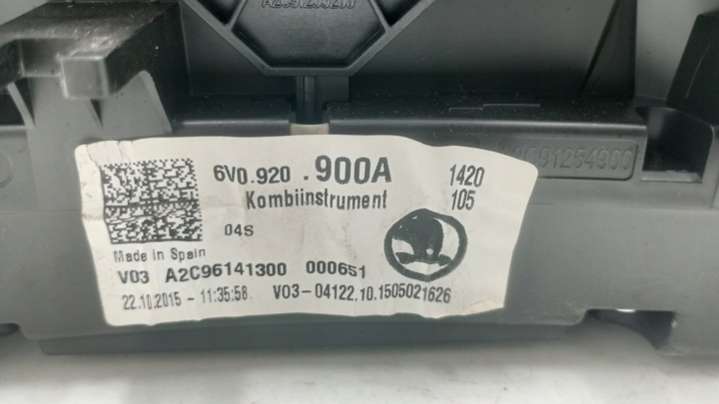 6V0.920 .900A 1420
Kombiinstrument 105
04S
Made in Spain
V03 A2C96141300 000651
22.10.2015 - 11:35:58 V03-04122.10.1505021626